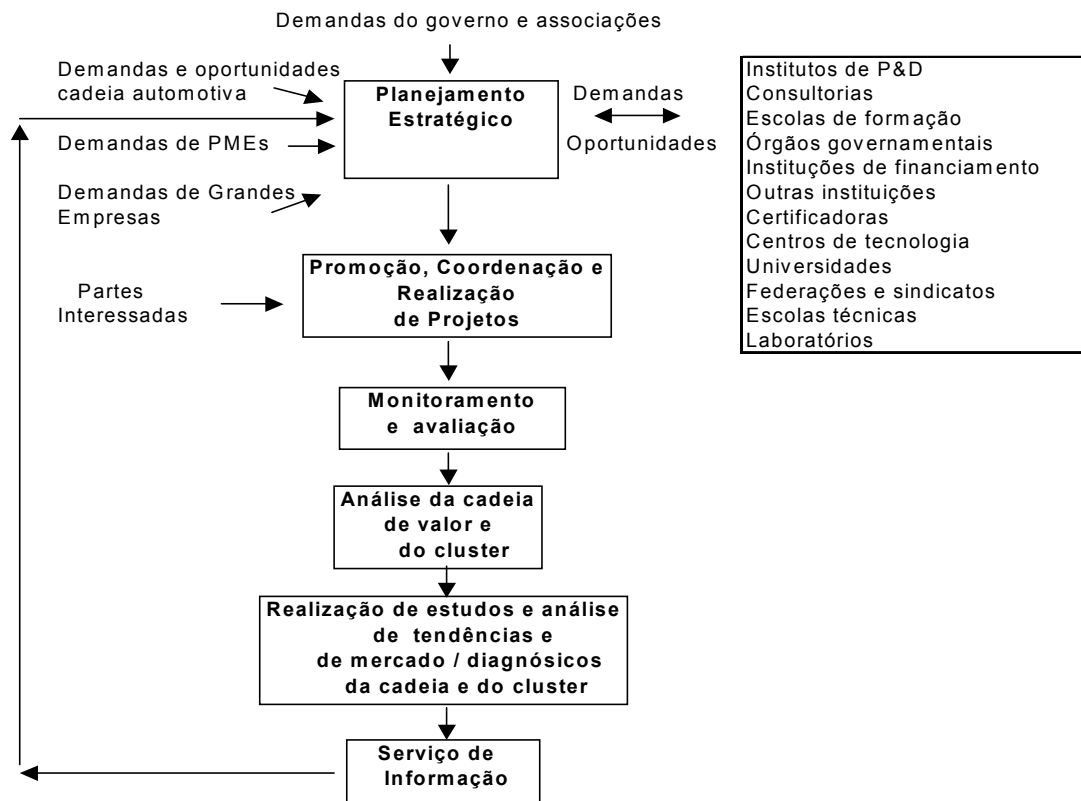 Demandas do governo e associações
Demandas e oportunidades
cadeia automotiva
Demandas de PMEs
Demandas de Grandes
Empresas
Planejamento
Estratégico
Demandas
Oportunidades
Institutos de P&D
Consultorias
Escolas de formação
Órgãos governamentais
Instituções de financiamento
Outras instituições
Certificadoras
Centros de tecnologia
Universidades
Federações e sindicatos
Escolas técnicas
Laboratórios
Partes
Interessadas
Promoção, Coordenação e
Realização
de Projetos
Monitoramento
e avaliação
Análise da cadeia
de valor e
do cluster
Realização de estudos e análise
de tendências e
de mercado / diagnósicos
da cadeia e do cluster
Serviço de
Informação